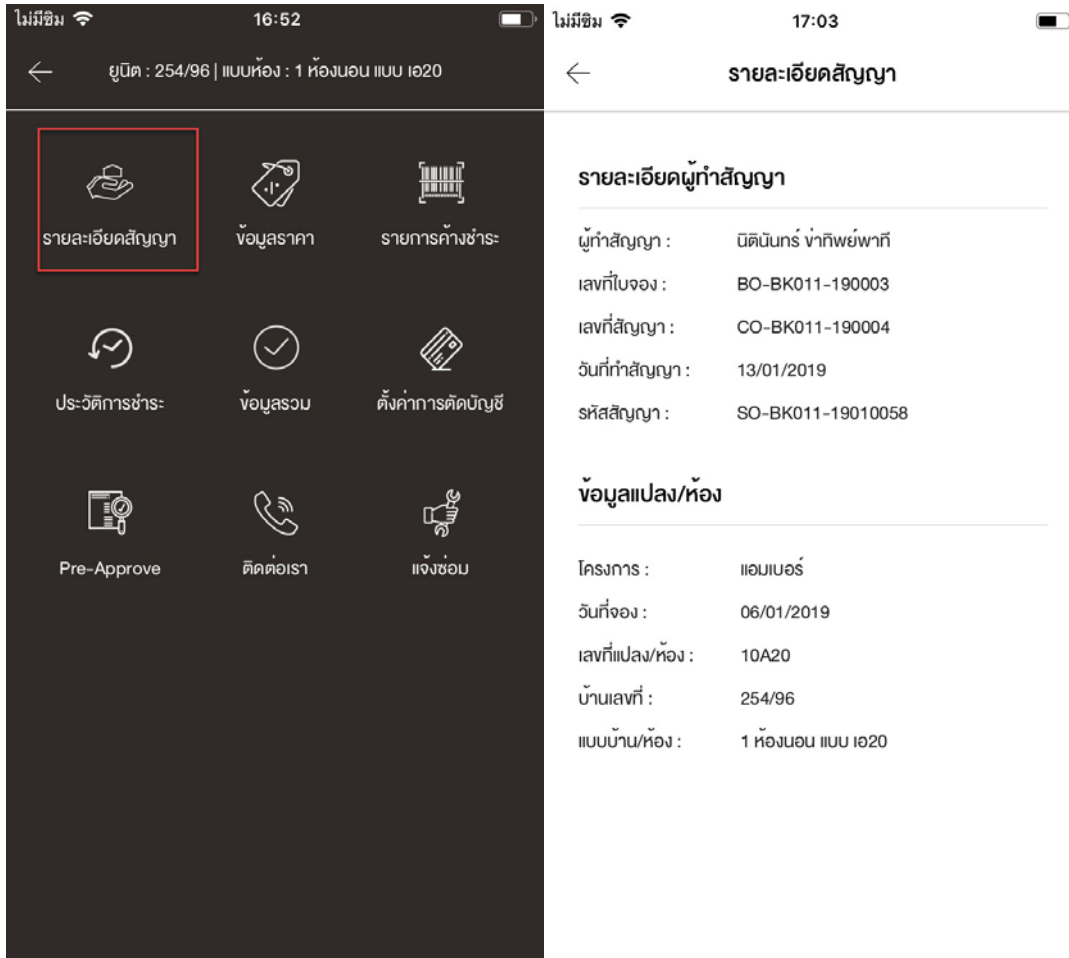 ไม่มีซิม 16:52
ยูนิต : 254/96 | แบบห้อง : 1 ห้องนอน แบบ เอ20
รายละเอียดสัญญา ข้อมูลราคา รายการค้างชำระ
ประวัติการชำระ ข้อมูลรวม ตั้งค่าการตัดบัญชี
Pre-Approve ติดต่อเรา แจ้งซ่อม
ไม่มีซิม 17:03
รายละเอียดสัญญา
รายละเอียดผู้ทำสัญญา
ผู้ทำสัญญา : นิตินันทร์ ข่าทิพย์พาที
เลขที่ใบจอง : BO-BK011-190003
เลขที่สัญญา : CO-BK011-190004
วันที่ทำสัญญา : 13/01/2019
รหัสสัญญา : SO-BK011-19010058
ข้อมูลแปลง/ห้อง
โครงการ : แอมเบอร์
วันที่จอง : 06/01/2019
เลขที่แปลง/ห้อง : 10A20
บ้านเลขที่ : 254/96
แบบบ้าน/ห้อง : 1 ห้องนอน แบบ เอ20